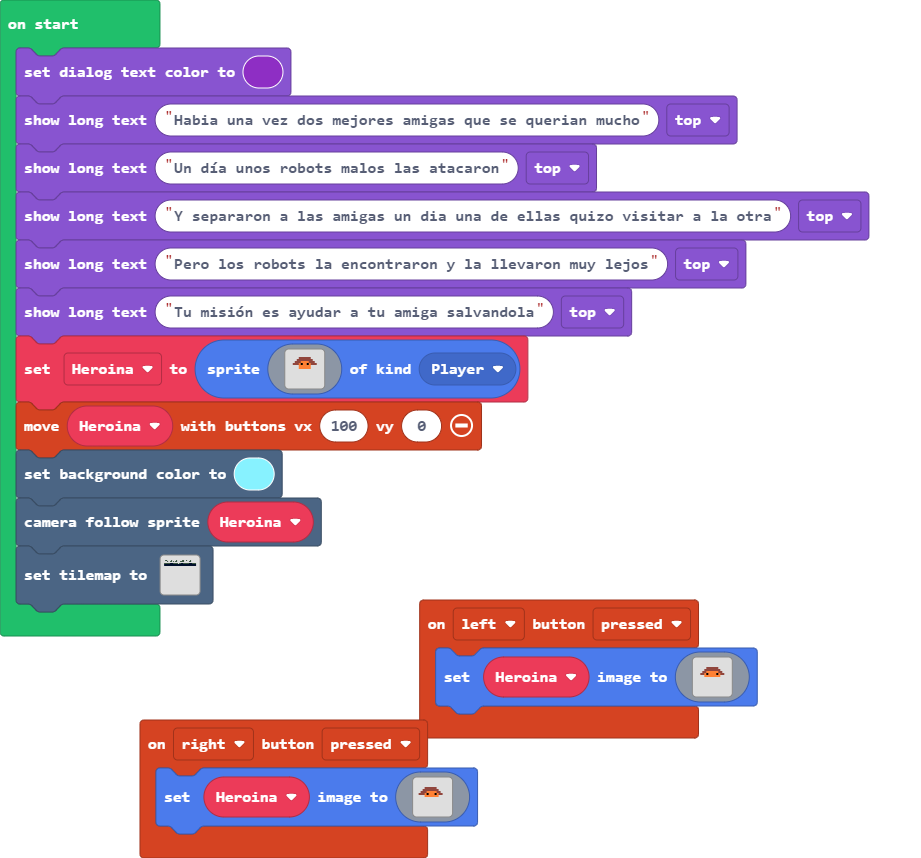 on start
set dialog text color to
show long text "Habia una vez dos mejores amigas que se querian mucho" top
show long text "Un día unos robots malos las atacaron" top
show long text "Y separaron a las amigas un dia una de ellas quizo visitar a la otra" top
show long text "Pero los robots la encontraron y la llevaron muy lejos" top
show long text "Tu misión es ayudar a tu amiga salvandola" top
set Heroina to sprite of kind Player
move Heroina with buttons vx 100 vy 0
set background color to
camera follow sprite Heroina
set tilemap to
on left button pressed
set Heroina image to
on right button pressed
set Heroina image to